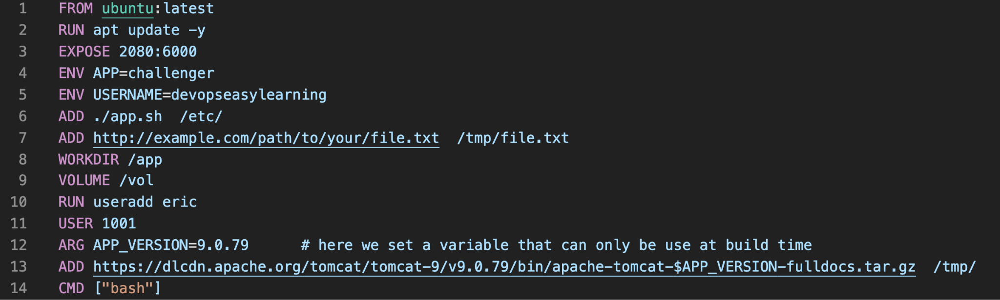 1 FROM ubuntu:latest
2 RUN apt update -y
3 EXPOSE 2080:6000
4 ENV APP=challenger
5 ENV USERNAME=devopseasylearning
6 ADD ./app.sh  /etc/
7 ADD http://example.com/path/to/your/file.txt  /tmp/file.txt
8 WORKDIR /app
9 VOLUME /vol
10 RUN useradd eric
11 USER 1001
12 ARG APP_VERSION=9.0.79      # here we set a variable that can only be use at build time
13 ADD https://dlcdn.apache.org/tomcat/tomcat-9/v9.0.79/bin/apache-tomcat-$APP_VERSION-fulldocs.tar.gz  /tmp/
14 CMD ["bash"]